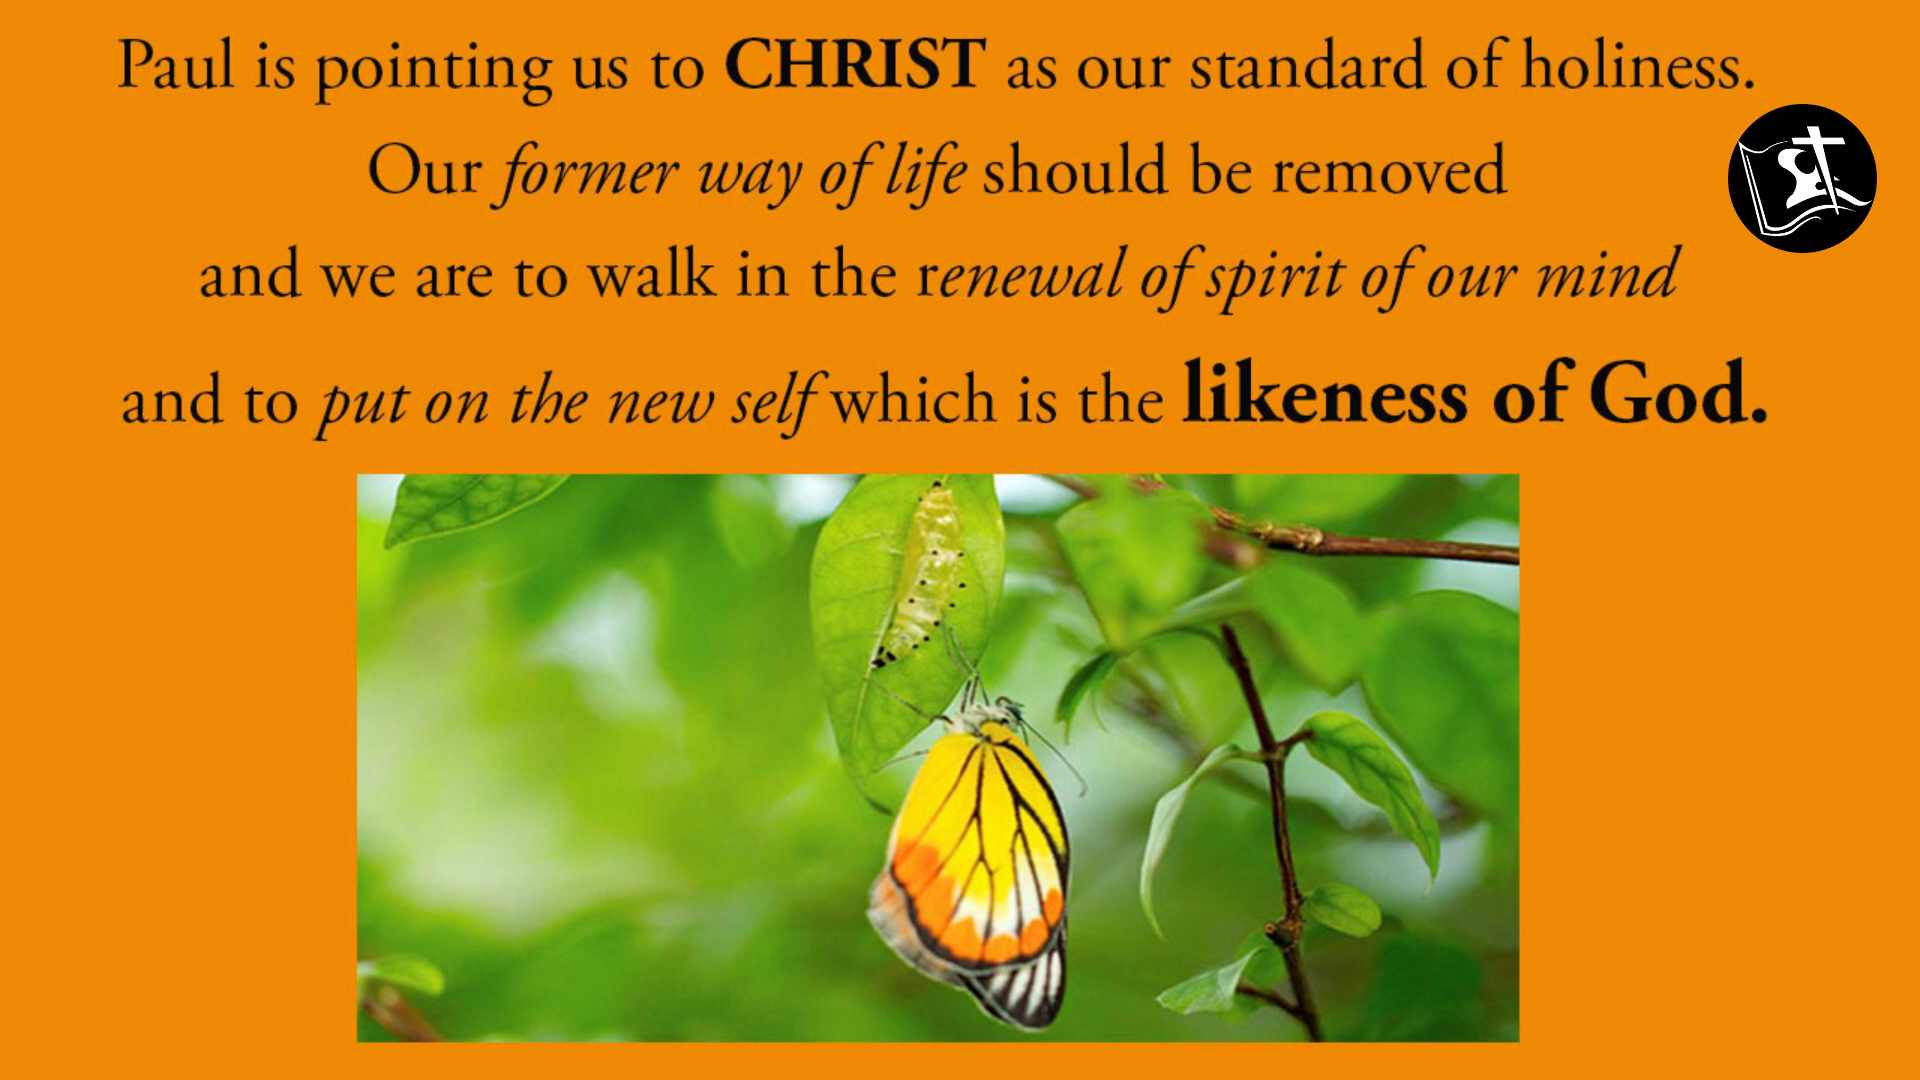 Paul is pointing us to CHRIST as our standard of holiness.
Our former way of life should be removed
and we are to walk in the renewal of spirit of our mind
and to put on the new self which is the likeness of God.